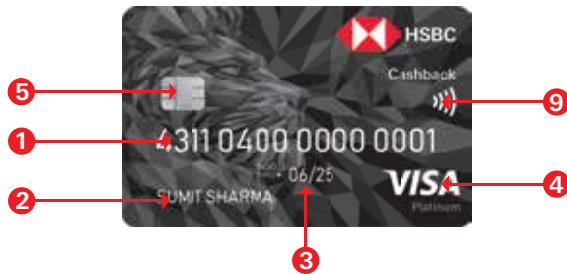 HSBC
Cashback
5
9
1
4311 0400 0000 0001
06/25
VISA
4
2
SUMIT SHARMA
Platinum
3